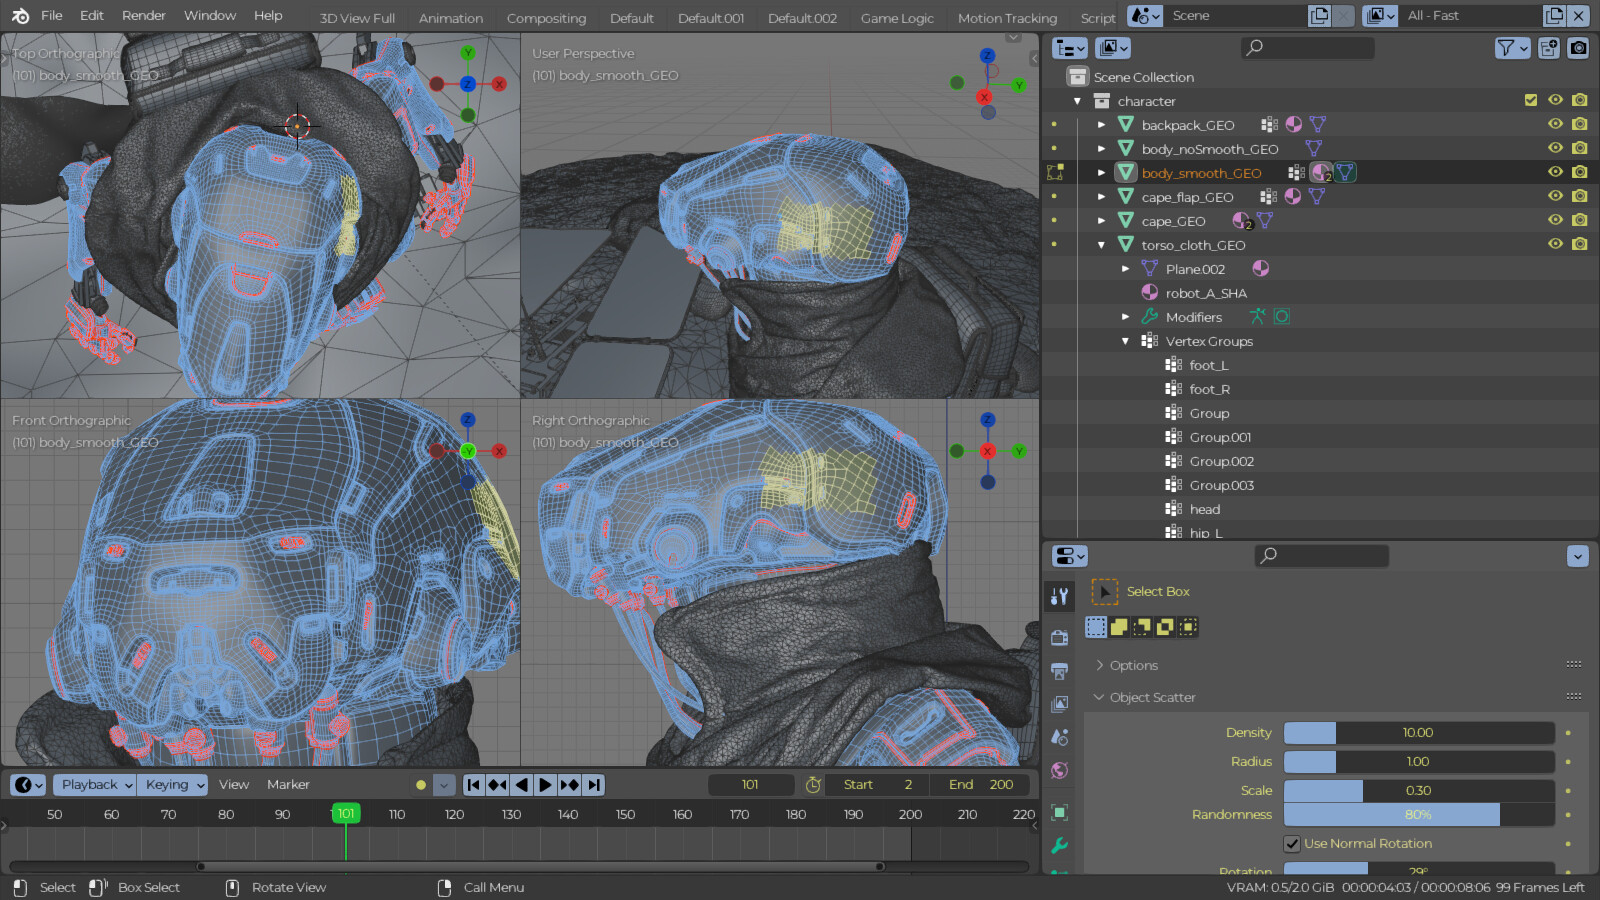 File Edit Render Window Help
3D View Full Animation Compositing Default Default.001 Default.002 Game Logic Motion Tracking Script
Scene
All - Fast
Top Orthographic
(101) body_smooth_GEO
User Perspective
(101) body_smooth_GEO
Front Orthographic
(101) body_smooth_GEO
Right Orthographic
(101) body_smooth_GEO
Z
Y
X
Z
Y
X
Z
-Y
X
Z
X
Y
Scene Collection
character
backpack_GEO
body_noSmooth_GEO
body_smooth_GEO 2
cape_flap_GEO
cape_GEO 2
torso_cloth_GEO
Plane.002
robot_A_SHA
Modifiers
Vertex Groups
foot_L
foot_R
Group
Group.001
Group.002
Group.003
head
hip_L
Select Box
Options
Object Scatter
Density 10.00
Radius 1.00
Scale 0.30
Randomness 80%
Use Normal Rotation
Rotation 29°
Playback Keying View Marker
101 Start 2 End 200
50 60 70 80 90 101 110 120 130 140 150 160 170 180 190 200 210 220
Select Box Select Rotate View Call Menu
VRAM: 0.5/2.0 GiB 00:00:04:03 / 00:00:08:06 99 Frames Left